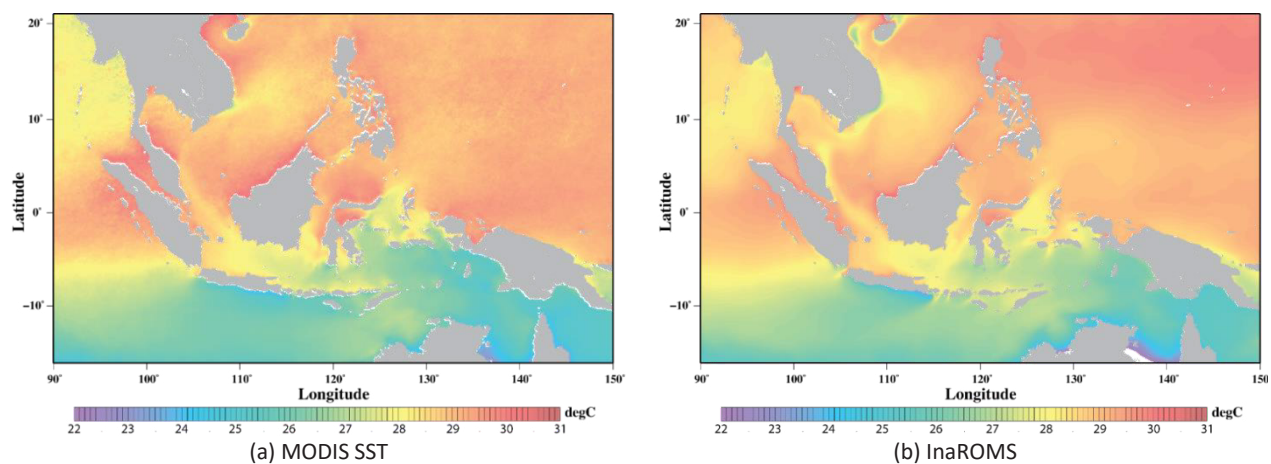 20°
10°
0°
−10°
Latitude
90° 100° 110° 120° 130° 140° 150°
Longitude
degC
22 23 24 25 26 27 28 29 30 31
(a) MODIS SST
20°
10°
0°
−10°
Latitude
90° 100° 110° 120° 130° 140° 150°
Longitude
degC
22 23 24 25 26 27 28 29 30 31
(b) InaROMS